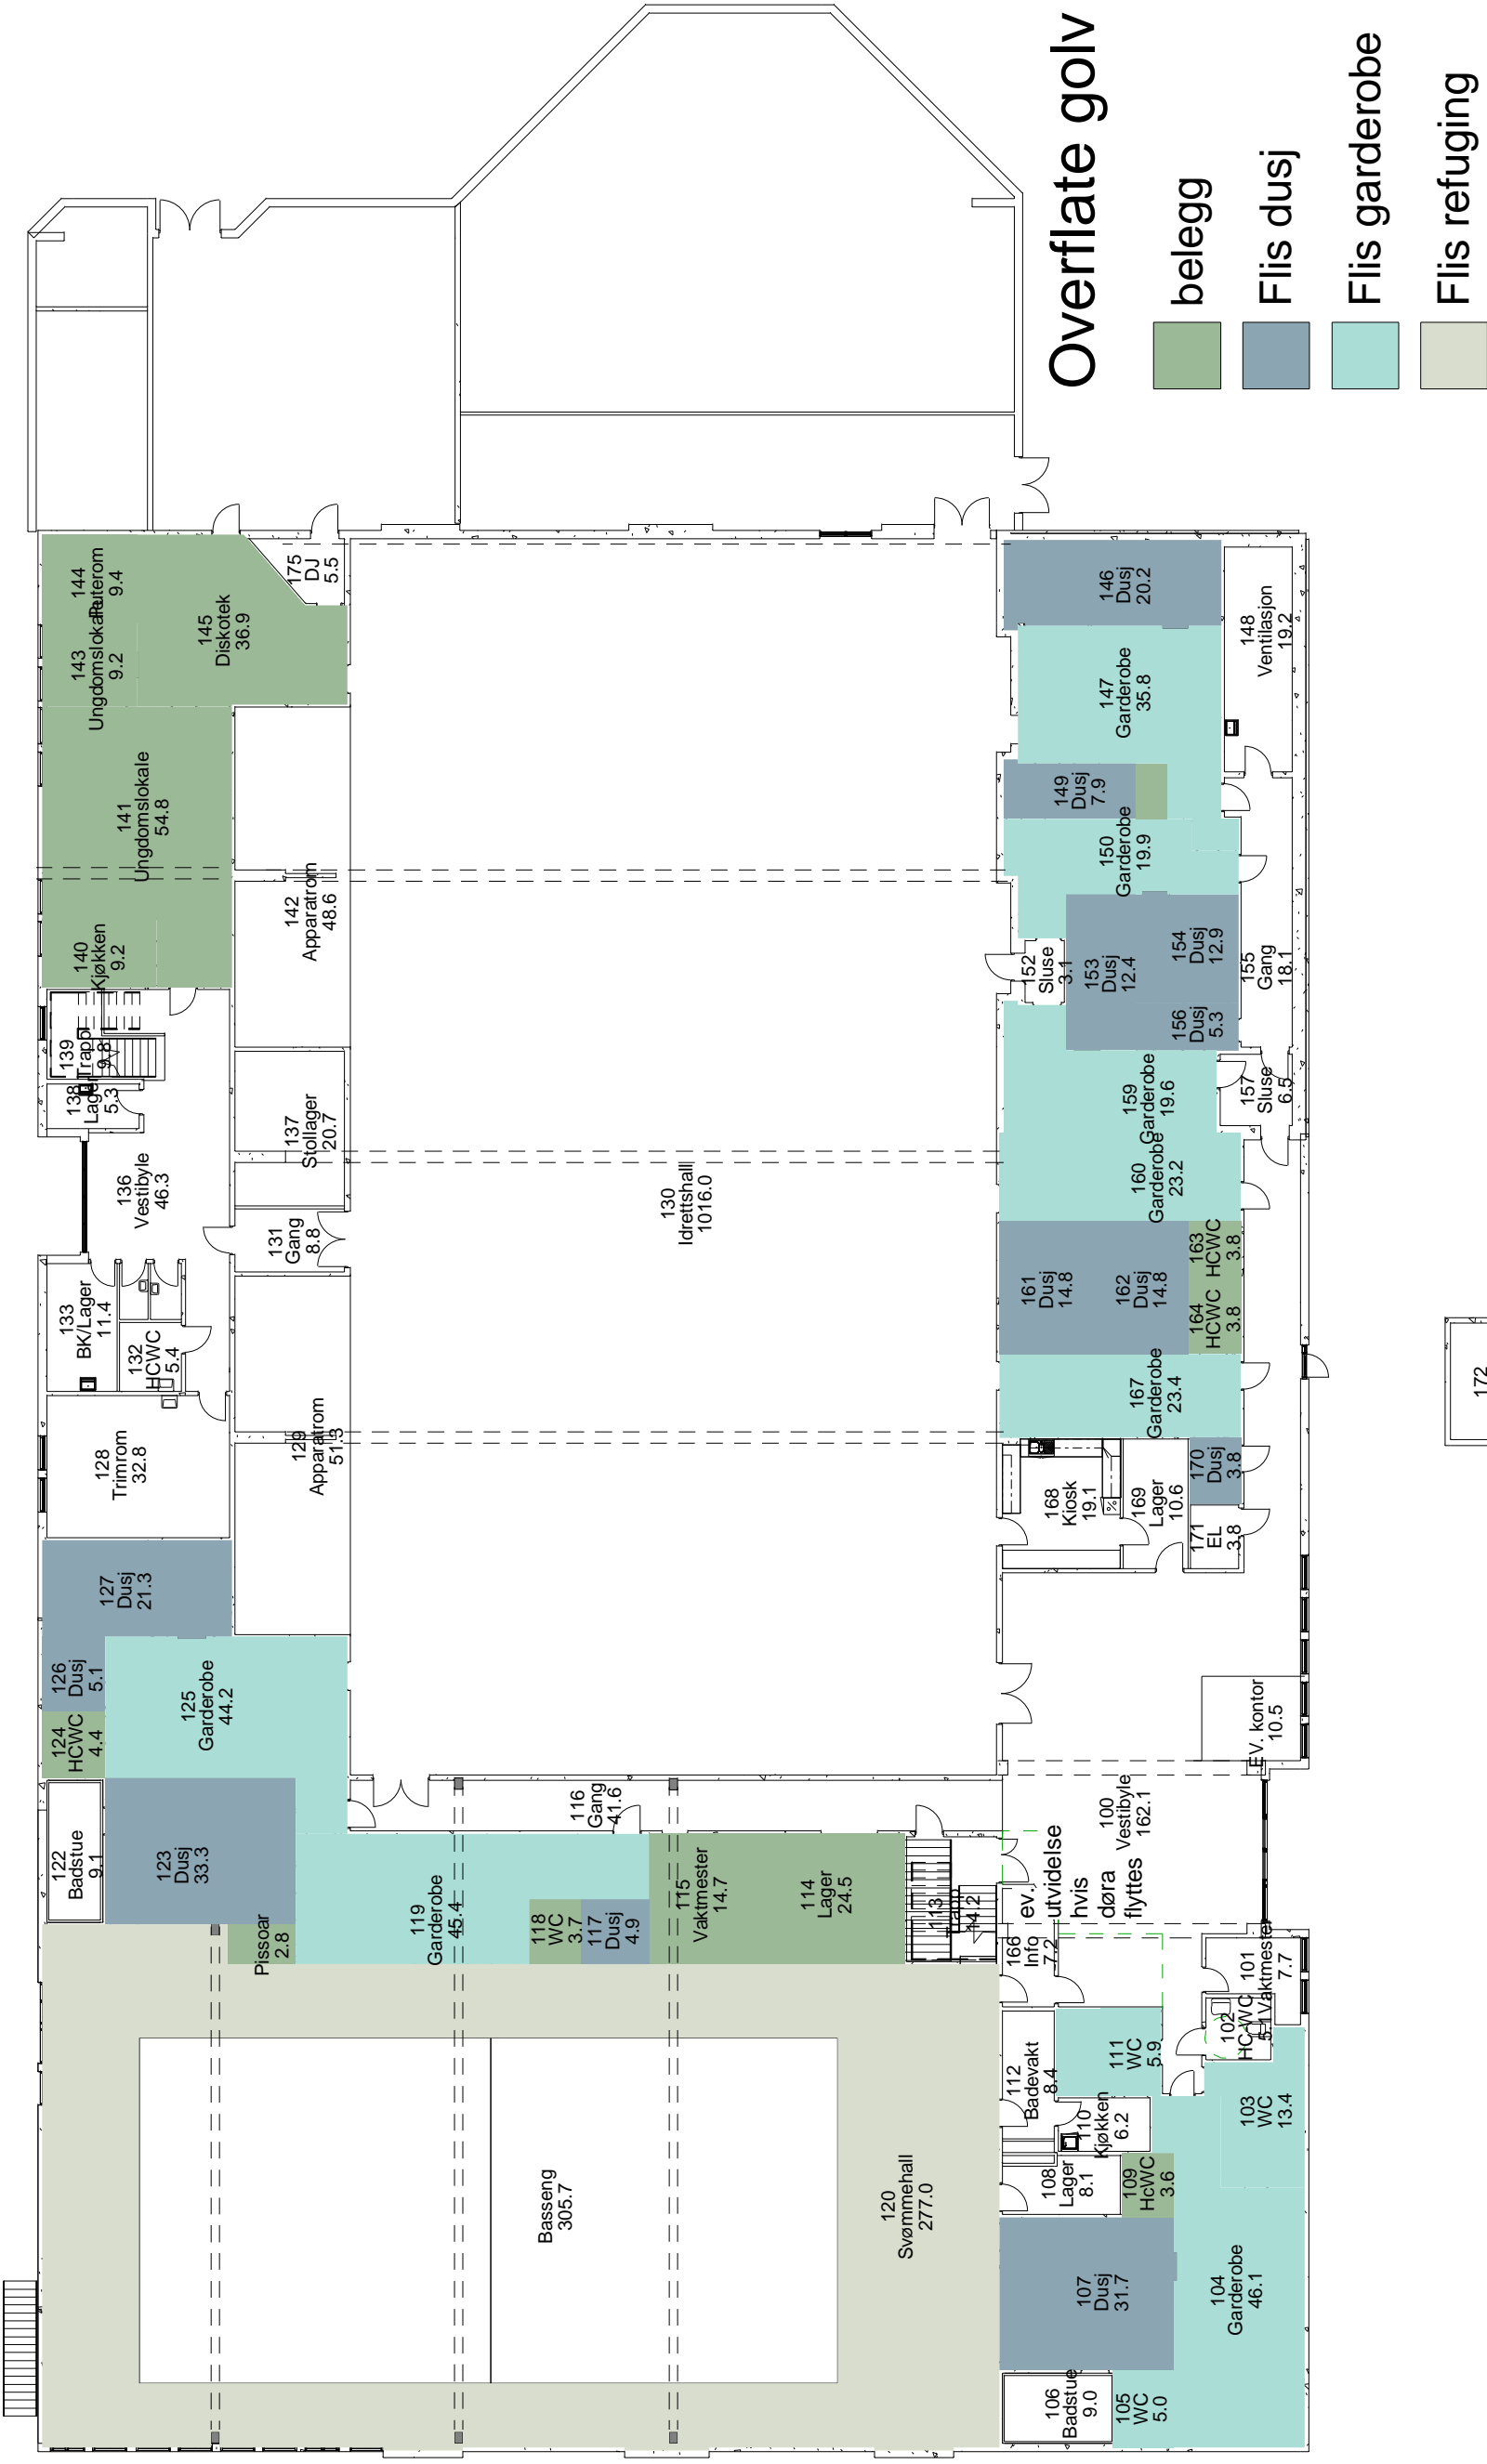 Overflate golv
belegg
Flis dusj
Flis garderobe
Flis refuging
144
Puterom
9.4
143
Ungdomslokale
9.2
145
Diskotek
36.9
175
DJ
5.5
141
Ungdomslokale
54.8
140
Kjøkken
9.2
142
Apparatrom
48.6
139
Trapp
9.8
138
Lager
5.3
137
Stollager
20.7
136
Vestibyle
46.3
131
Gang
8.8
133
BK/Lager
11.4
132
HCWC
5.4
128
Trimrom
32.8
129
Apparatrom
51.3
130
Idrettshall
1016.0
127
Dusj
21.3
126
Dusj
5.1
124
HCWC
4.4
125
Garderobe
44.2
122
Badstue
9.1
123
Dusj
33.3
116
Gang
41.6
119
Garderobe
45.4
118
WC
3.7
117
Dusj
4.9
115
Vaktmester
14.7
114
Lager
24.5
113
Trapp
14.2
Pissoar
2.8
Basseng
305.7
120
Svømmehall
277.0
146
Dusj
20.2
147
Garderobe
35.8
148
Ventilasjon
19.2
149
Dusj
7.9
150
Garderobe
19.9
152
Sluse
3.1
153
Dusj
12.4
154
Dusj
12.9
155
Gang
18.1
156
Dusj
5.3
157
Sluse
6.5
159
Garderobe
19.6
160
Garderobe
23.2
161
Dusj
14.8
162
Dusj
14.8
163
HCWC
3.8
164
HCWC
3.8
167
Garderobe
23.4
168
Kiosk
19.1
169
Lager
10.6
170
Dusj
3.8
171
EL
3.8
172
EV. kontor
10.5
100
Vestibyle
162.1
ev.
utvidelse
hvis
døra
flyttes
166
Info
7.2
101
Vaktmester
7.7
102
HC-WC
5.1
111
WC
5.9
112
Badevakt
8.4
110
Kjøkken
6.2
103
WC
13.4
108
Lager
8.1
109
HcWC
3.6
107
Dusj
31.7
104
Garderobe
46.1
106
Badstue
9.0
105
WC
5.0